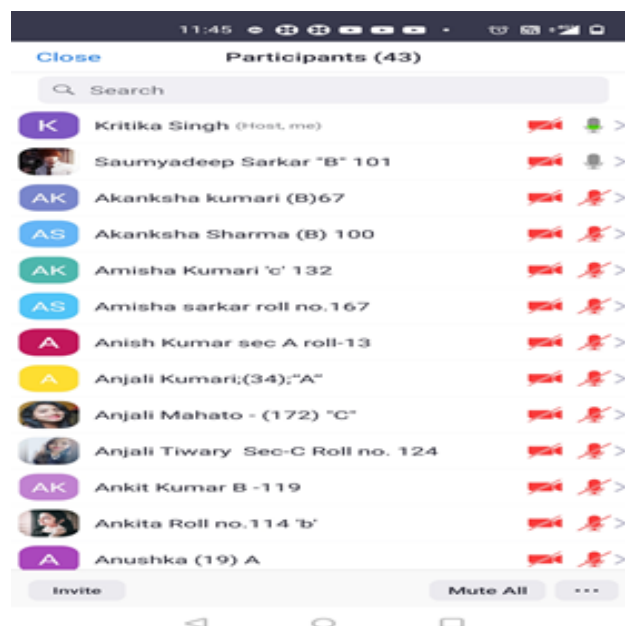 11:45
Close Participants (43)
Search
K Kritika Singh (Host, me)
Saumyadeep Sarkar "B" 101
AK Akanksha kumari (B)67
AS Akanksha Sharma (B) 100
AK Amisha Kumari 'c' 132
AS Amisha sarkar roll no.167
A Anish Kumar sec A roll-13
A Anjali Kumari;(34);"A"
Anjali Mahato - (172) "C"
Anjali Tiwary Sec-C Roll no. 124
AK Ankit Kumar B -119
Ankita Roll no.114 'b'
A Anushka (19) A
Invite Mute All ...